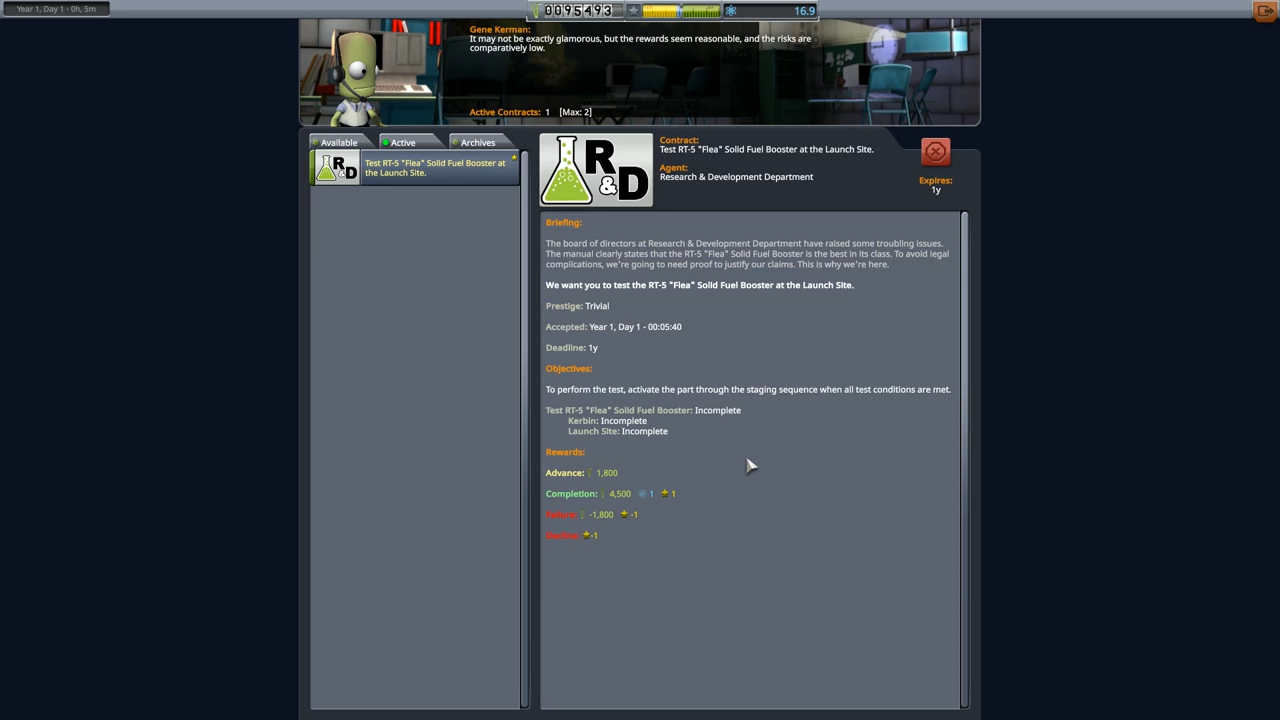 Year 1, Day 1 - 0h, 5m
0095493
16.9
Gene Kerman:
It may not be exactly glamorous, but the rewards seem reasonable, and the risks are
comparatively low.
Active Contracts: 1 [Max: 2]
Available
Active
Archives
R&D
Test RT-5 "Flea" Solid Fuel Booster at
the Launch Site.
R&D
Contract:
Test RT-5 "Flea" Solid Fuel Booster at the Launch Site.
Agent:
Research & Development Department
Expires:
1y
Briefing:
The board of directors at Research & Development Department have raised some troubling issues.
The manual clearly states that the RT-5 "Flea" Solid Fuel Booster is the best in its class. To avoid legal
complications, we're going to need proof to justify our claims. This is why we're here.
We want you to test the RT-5 "Flea" Solid Fuel Booster at the Launch Site.
Prestige: Trivial
Accepted: Year 1, Day 1 - 00:05:40
Deadline: 1y
Objectives:
To perform the test, activate the part through the staging sequence when all test conditions are met.
Test RT-5 "Flea" Solid Fuel Booster: Incomplete
Kerbin: Incomplete
Launch Site: Incomplete
Rewards:
Advance: 1,800
Completion: 4,500 1 1
Failure: -1,800 -1
Decline: -1